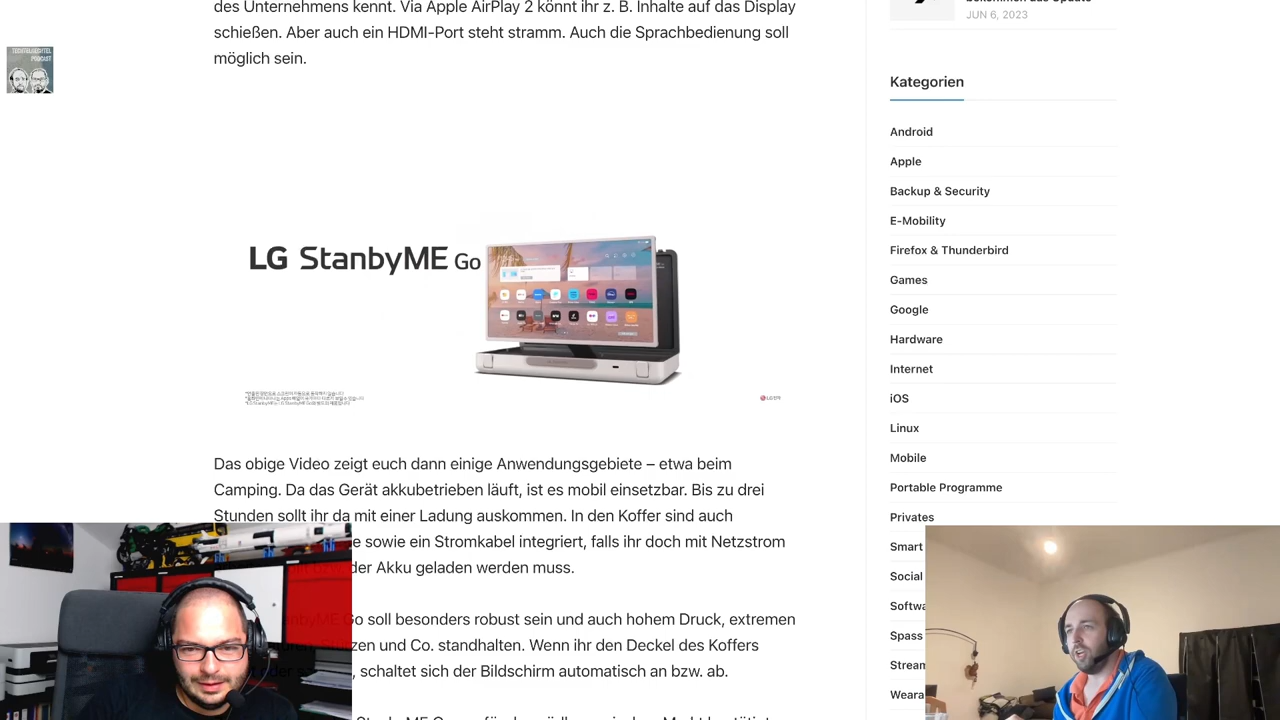 des Unternehmens kennt. Via Apple AirPlay 2 könnt ihr z. B. Inhalte auf das Display
schießen. Aber auch ein HDMI-Port steht stramm. Auch die Sprachbedienung soll
möglich sein.
TECHTELMECHTEL
PODCAST
LG StanbyME Go
Das obige Video zeigt euch dann einige Anwendungsgebiete – etwa beim
Camping. Da das Gerät akkubetrieben läuft, ist es mobil einsetzbar. Bis zu drei
Stunden sollt ihr da mit einer Ladung auskommen. In den Koffer sind auch
sowie ein Stromkabel integriert, falls ihr doch mit Netzstrom
der Akku geladen werden muss.
Go soll besonders robust sein und auch hohem Druck, extremen
und Co. standhalten. Wenn ihr den Deckel des Koffers
, schaltet sich der Bildschirm automatisch an bzw. ab.
JUN 6, 2023
Kategorien
Android
Apple
Backup & Security
E-Mobility
Firefox & Thunderbird
Games
Google
Hardware
Internet
iOS
Linux
Mobile
Portable Programme
Privates
Smart
Social
Softwa
Spass
Stream
Weara